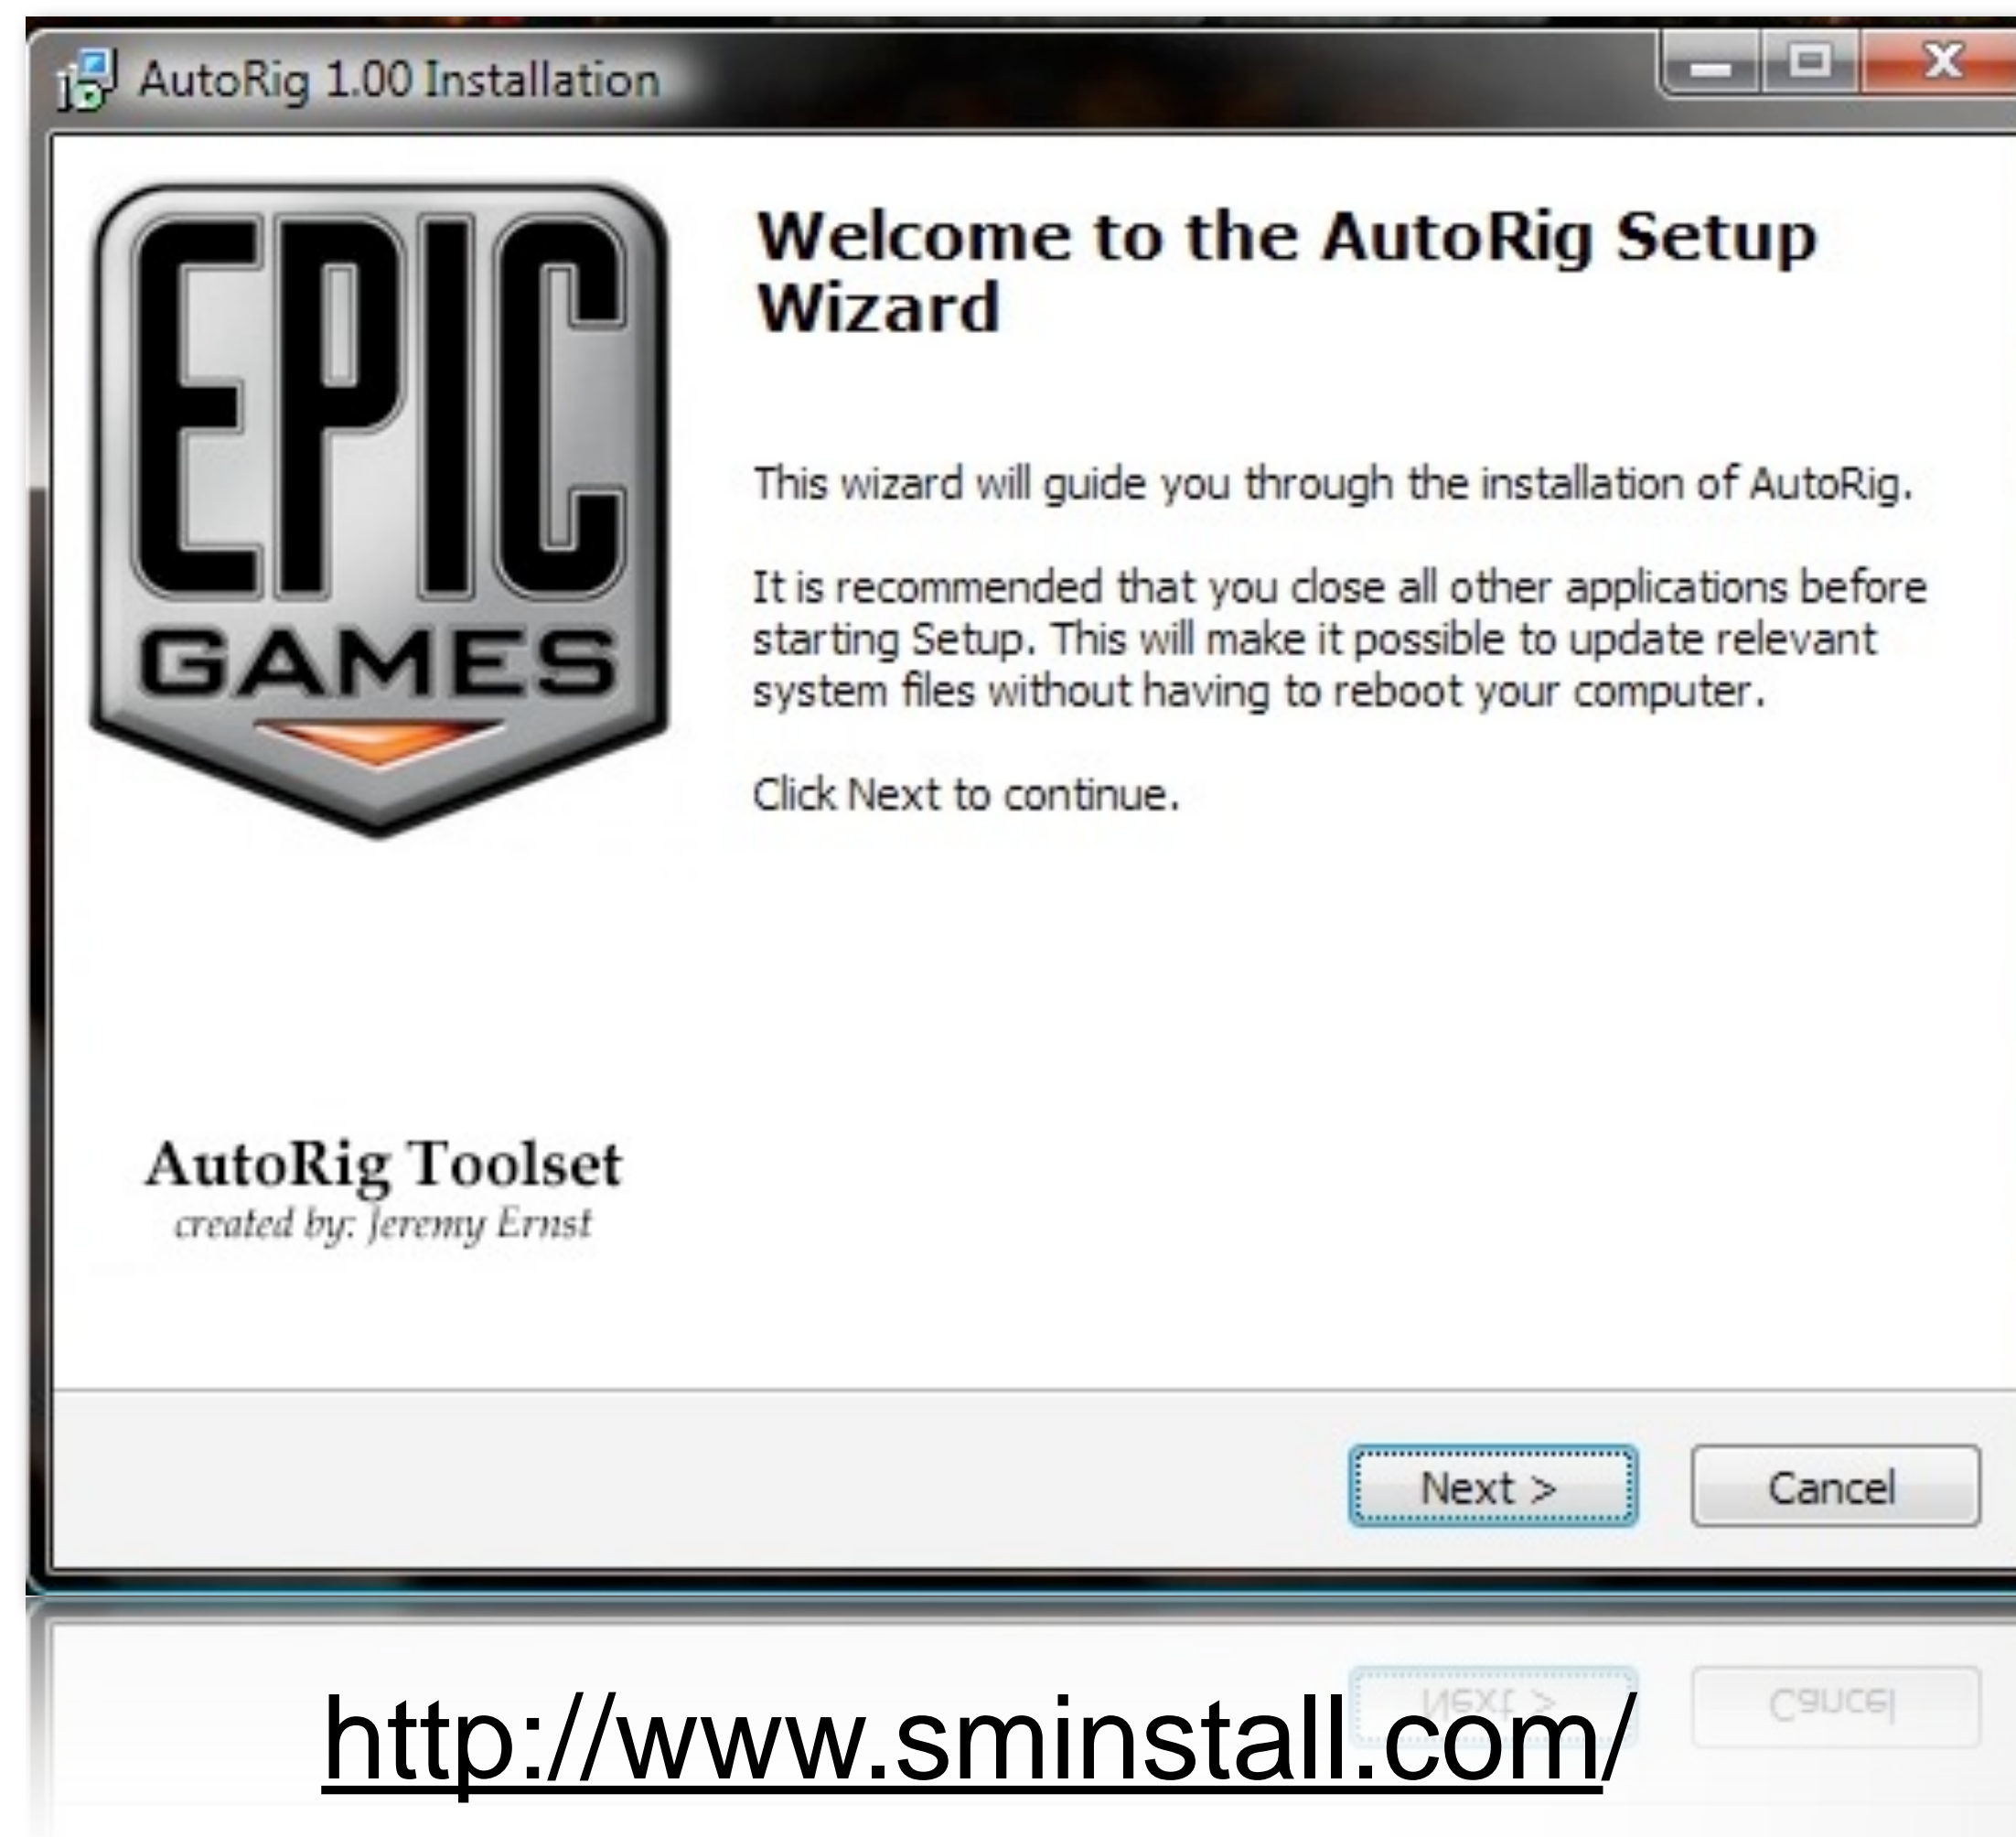 AutoRig 1.00 Installation
EPIC
GAMES
Welcome to the AutoRig Setup
Wizard
This wizard will guide you through the installation of AutoRig.
It is recommended that you close all other applications before
starting Setup. This will make it possible to update relevant
system files without having to reboot your computer.
Click Next to continue.
AutoRig Toolset
created by: Jeremy Ernst
Next >
Cancel
http://www.sminstall.com/